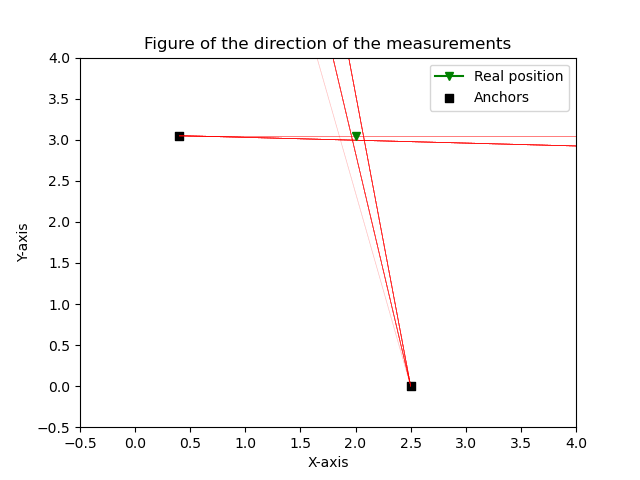 Figure of the direction of the measurements
4.0
3.5
3.0
2.5
2.0
1.5
1.0
0.5
0.0
−0.5
Y-axis
Real position
Anchors
−0.5 0.0 0.5 1.0 1.5 2.0 2.5 3.0 3.5 4.0
X-axis